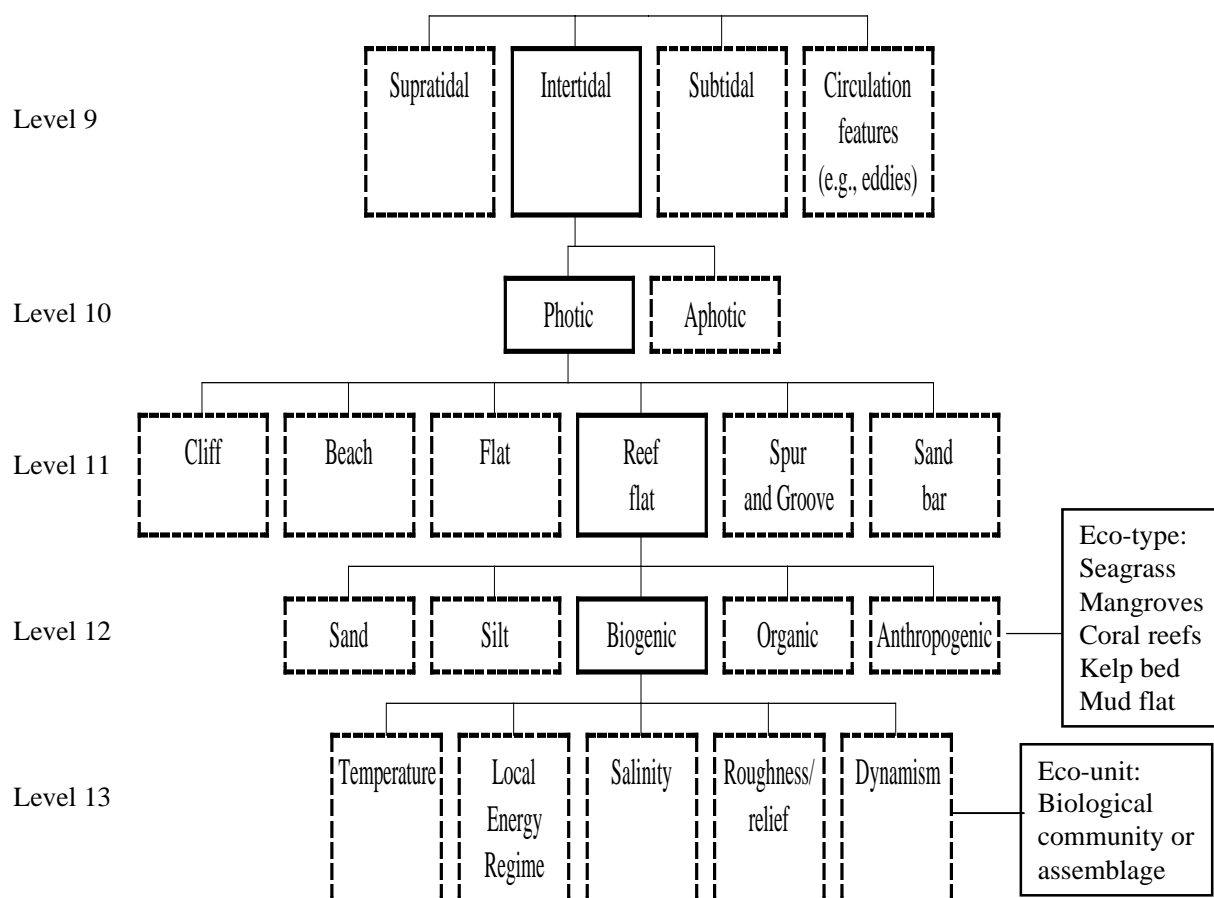 Level 9
Supratidal
Intertidal
Subtidal
Circulation
features
(e.g., eddies)
Level 10
Photic
Aphotic
Level 11
Cliff
Beach
Flat
Reef
flat
Spur
and Groove
Sand
bar
Level 12
Sand
Silt
Biogenic
Organic
Anthropogenic
Eco-type:
Seagrass
Mangroves
Coral reefs
Kelp bed
Mud flat
Level 13
Temperature
Local
Energy
Regime
Salinity
Roughness/
relief
Dynamism
Eco-unit:
Biological
community or
assemblage